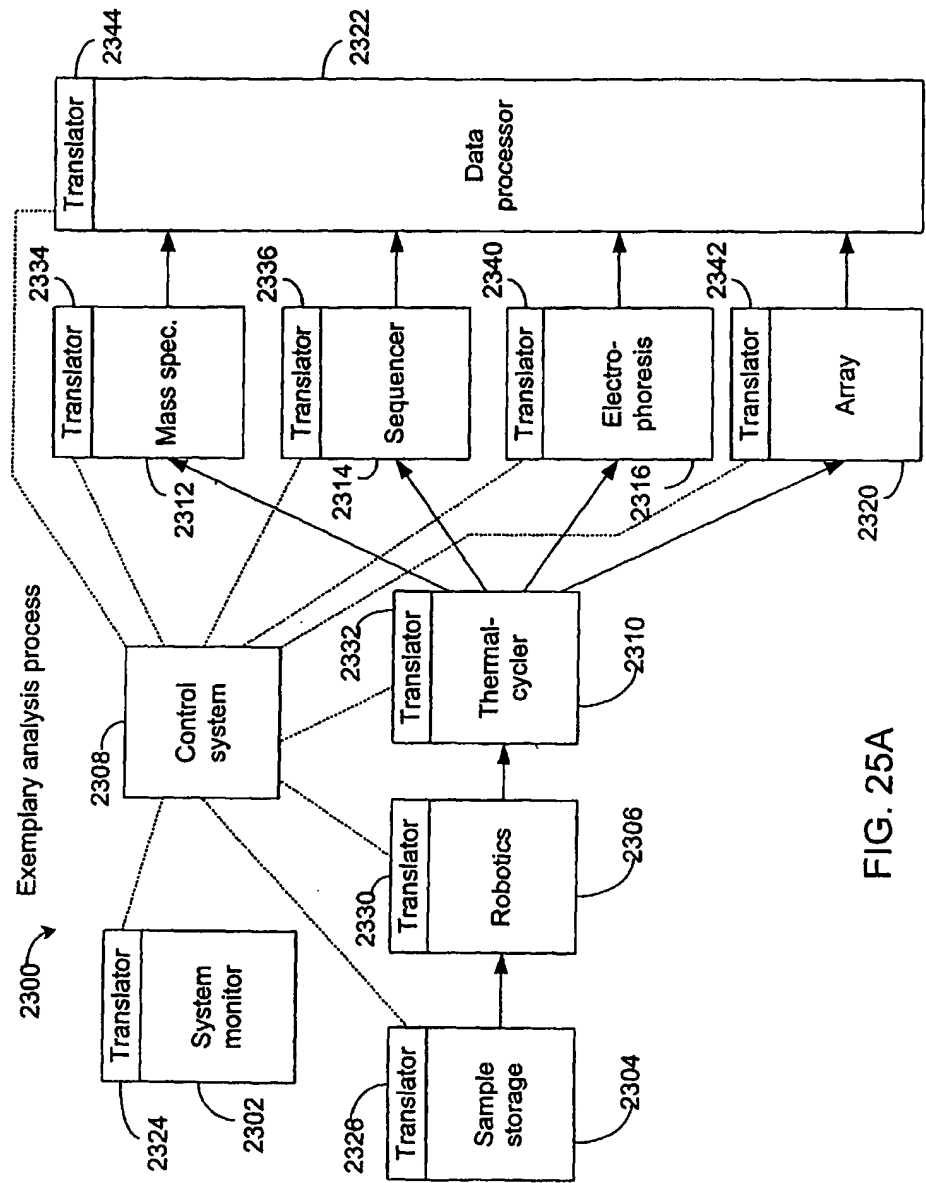 2300
Exemplary analysis process
2324
Translator
System
monitor
2302
2308
Control
system
2326
Translator
Sample
storage
2304
2330
Translator
Robotics
2306
2332
Translator
Thermal-
cycler
2310
2334
Translator
Mass spec.
2312
2336
Translator
Sequencer
2314
2340
Translator
Electro-
phoresis
2316
2342
Translator
Array
2320
2344
Translator
2322
Data
processor
FIG. 25A